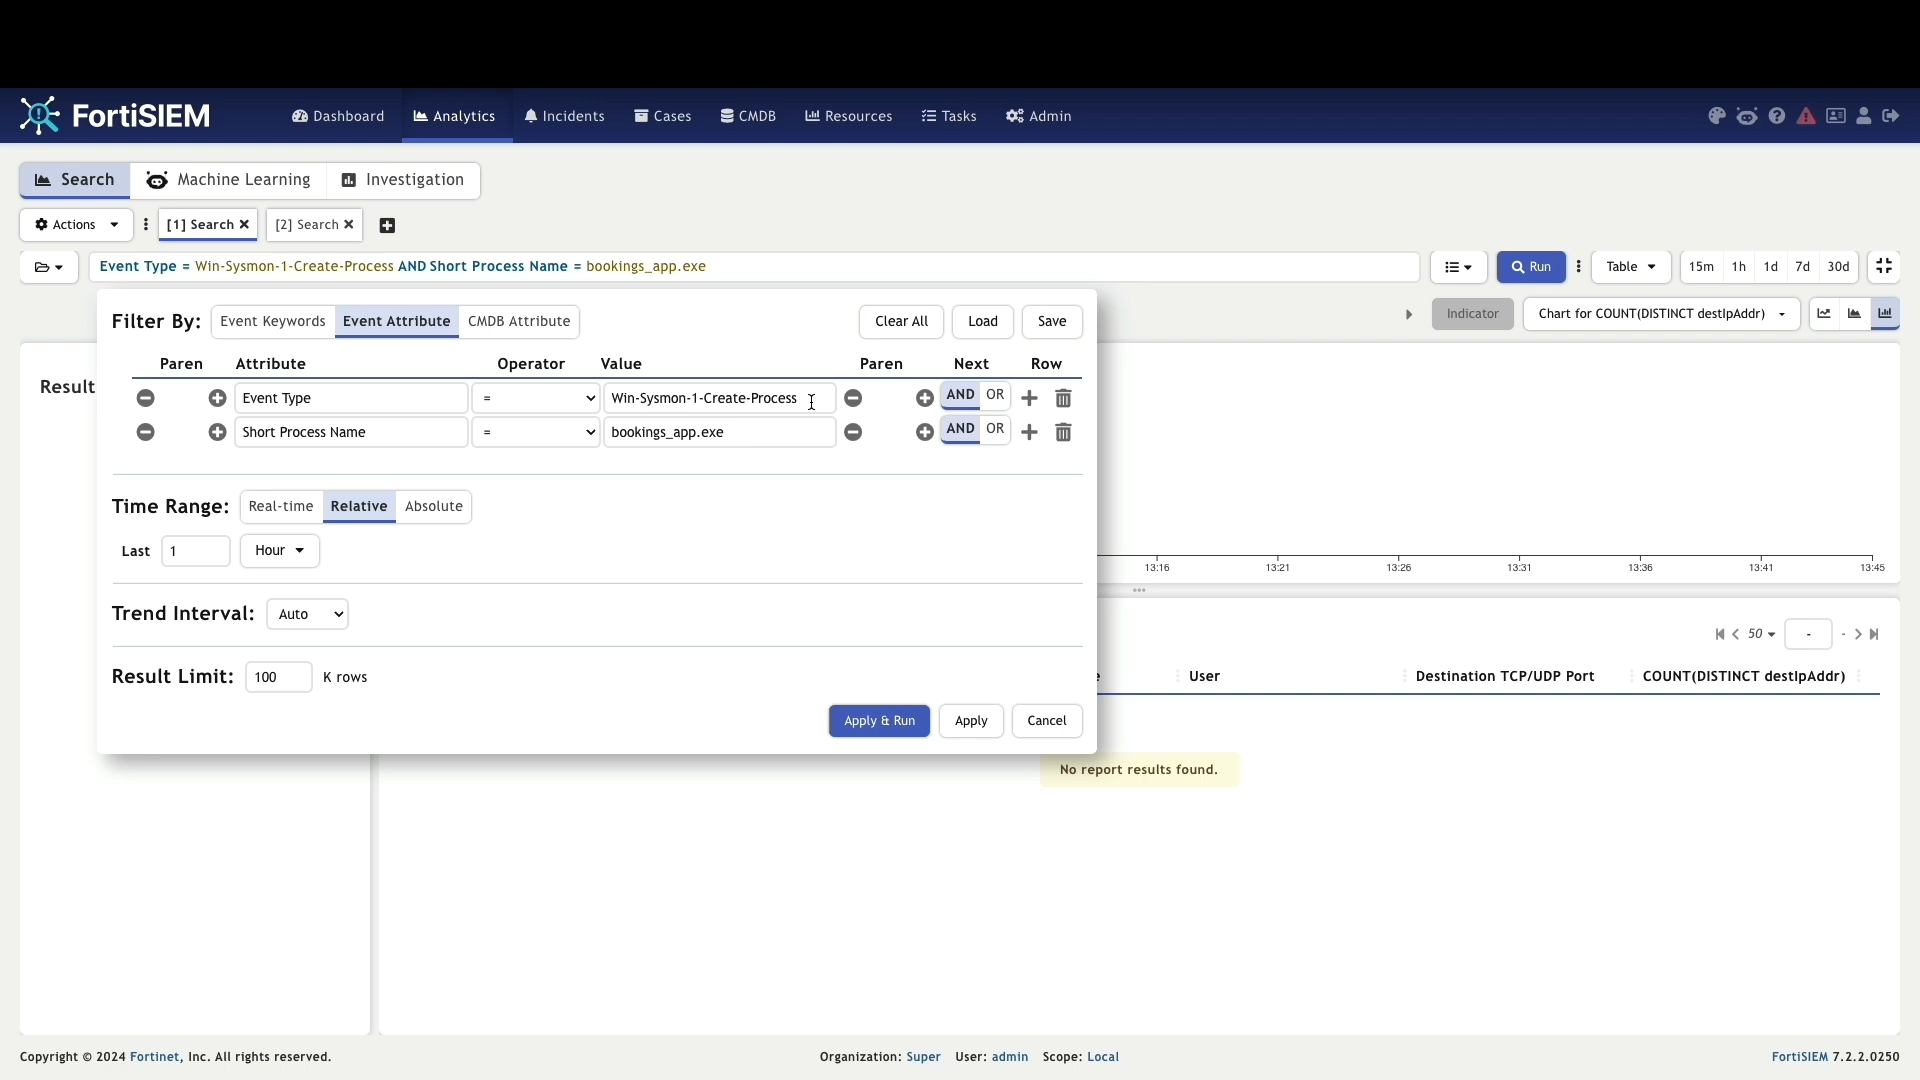 FortiSIEM
Dashboard Analytics Incidents Cases CMDB Resources Tasks Admin
Search Machine Learning Investigation
Actions [1] Search [2] Search
Event Type = Win-Sysmon-1-Create-Process AND Short Process Name = bookings_app.exe Run Table 15m 1h 1d 7d 30d
Indicator Chart for COUNT(DISTINCT destIpAddr)
Filter By: Event Keywords Event Attribute CMDB Attribute Clear All Load Save
Paren Attribute Operator Value Paren Next Row
Result
Event Type = Win-Sysmon-1-Create-Process AND OR
Short Process Name = bookings_app.exe AND OR
Time Range: Real-time Relative Absolute
Last 1 Hour
13:16 13:21 13:26 13:31 13:36 13:41 13:45
Trend Interval: Auto
50 - -
Result Limit: 100 K rows
User Destination TCP/UDP Port COUNT(DISTINCT destIpAddr)
Apply & Run Apply Cancel
No report results found.
Copyright © 2024 Fortinet, Inc. All rights reserved. Organization: Super User: admin Scope: Local FortiSIEM 7.2.2.0250